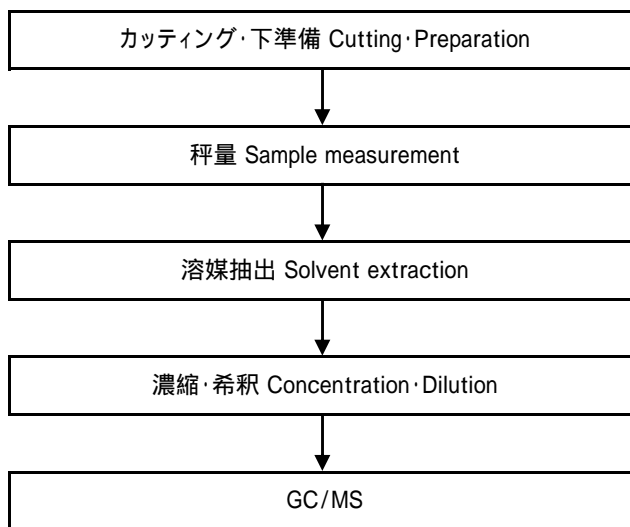 カッティング・下準備 Cutting・Preparation
秤量 Sample measurement
溶媒抽出 Solvent extraction
濃縮・希釈 Concentration・Dilution
GC/MS